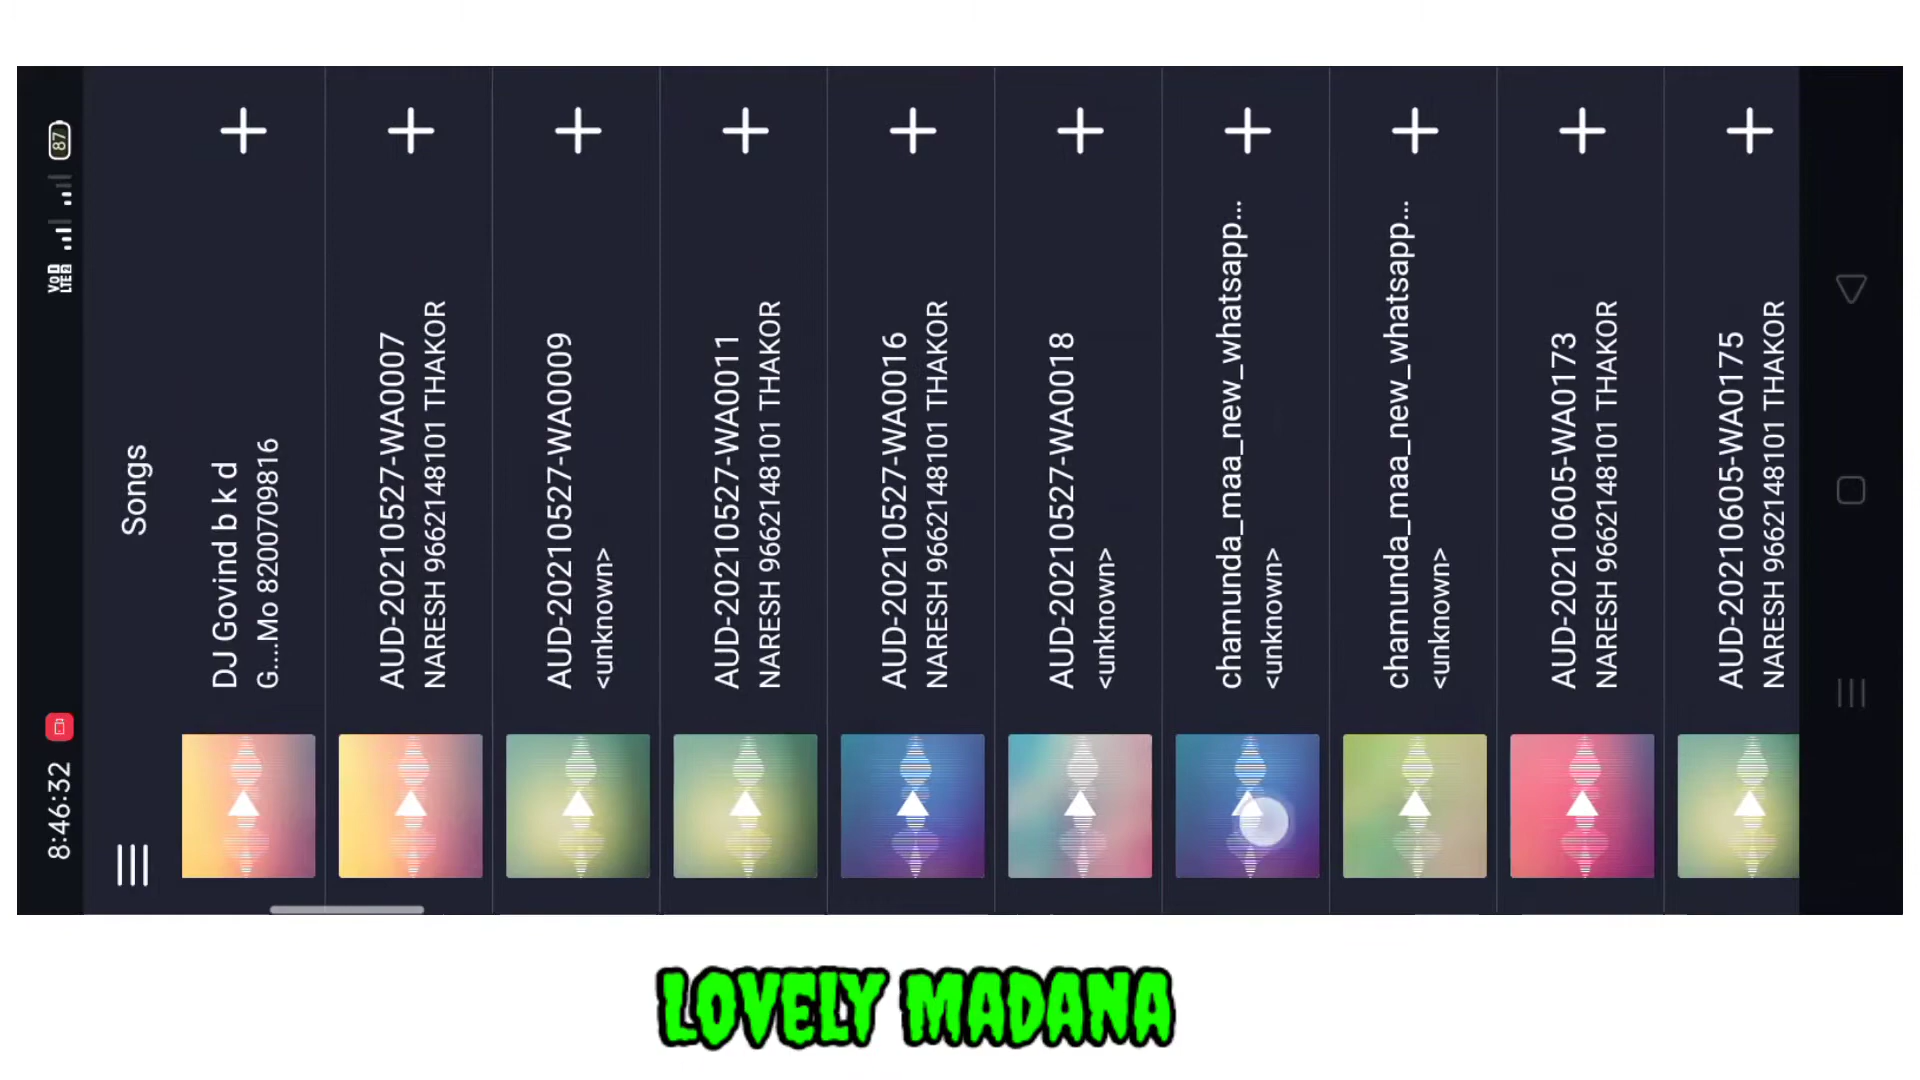 8:46:32
VoD LTE2
87
Songs
DJ Govind b k d
G....Mo 8200709816
AUD-20210527-WA0007
NARESH 9662148101 THAKOR
AUD-20210527-WA0009
<unknown>
AUD-20210527-WA0011
NARESH 9662148101 THAKOR
AUD-20210527-WA0016
NARESH 9662148101 THAKOR
AUD-20210527-WA0018
<unknown>
chamunda_maa_new_whatsapp...
<unknown>
chamunda_maa_new_whatsapp...
<unknown>
AUD-20210605-WA0173
NARESH 9662148101 THAKOR
AUD-20210605-WA0175
NARESH 9662148101 THAKOR
LOVELY MADANA